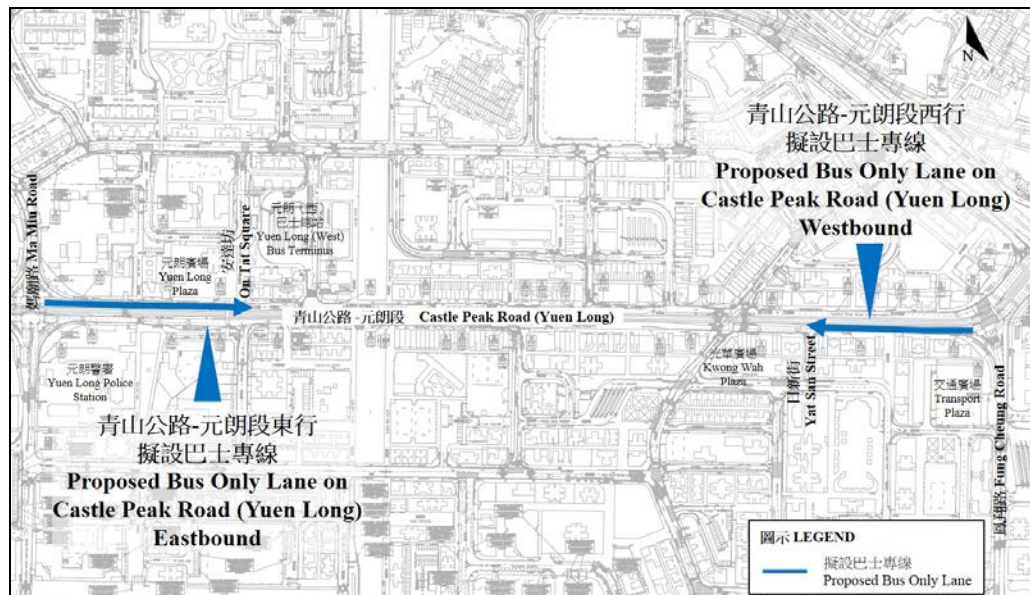 N
青山公路-元朗段西行
擬設巴士專線
Proposed Bus Only Lane on
Castle Peak Road (Yuen Long)
Westbound
媽廟路 Ma Miu Road
安達坊
On Tat Square
元朗(西)
巴士總站
Yuen Long (West)
Bus Terminus
元朗廣場
Yuen Long
Plaza
青山公路-元朗段 Castle Peak Road (Yuen Long)
元朗警署
Yuen Long Police
Station
光華廣場
Kwong Wah
Plaza
日新街
Yat San Street
交通廣場
Transport
Plaza
鳳翔路 Fung Cheung Road
青山公路-元朗段東行
擬設巴士專線
Proposed Bus Only Lane on
Castle Peak Road (Yuen Long)
Eastbound
圖示 LEGEND
擬設巴士專線
Proposed Bus Only Lane